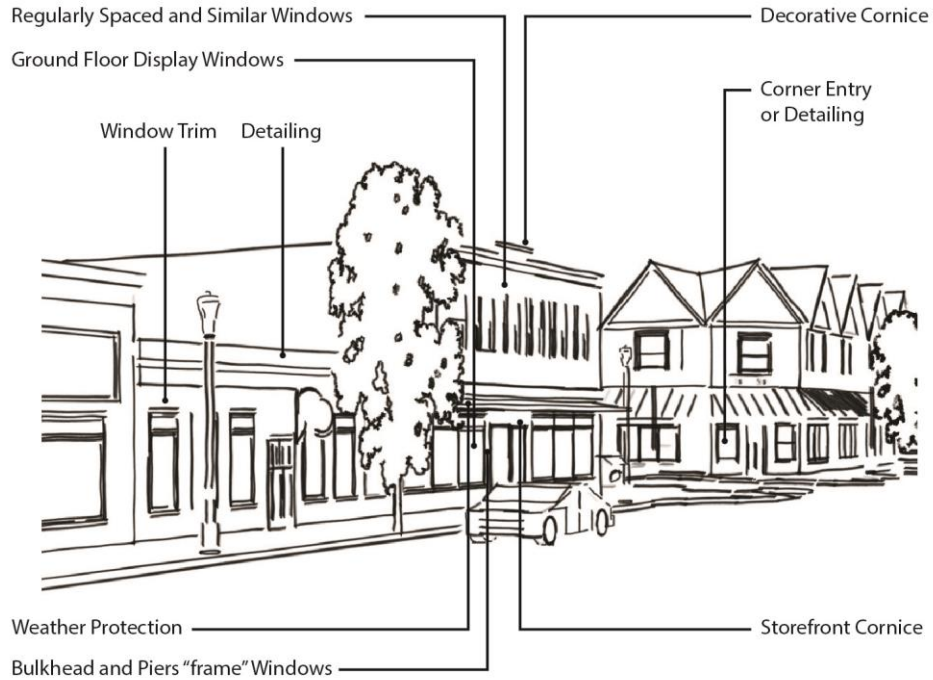 Regularly Spaced and Similar Windows
Decorative Cornice
Ground Floor Display Windows
Corner Entry
or Detailing
Window Trim
Detailing
Weather Protection
Storefront Cornice
Bulkhead and Piers “frame” Windows